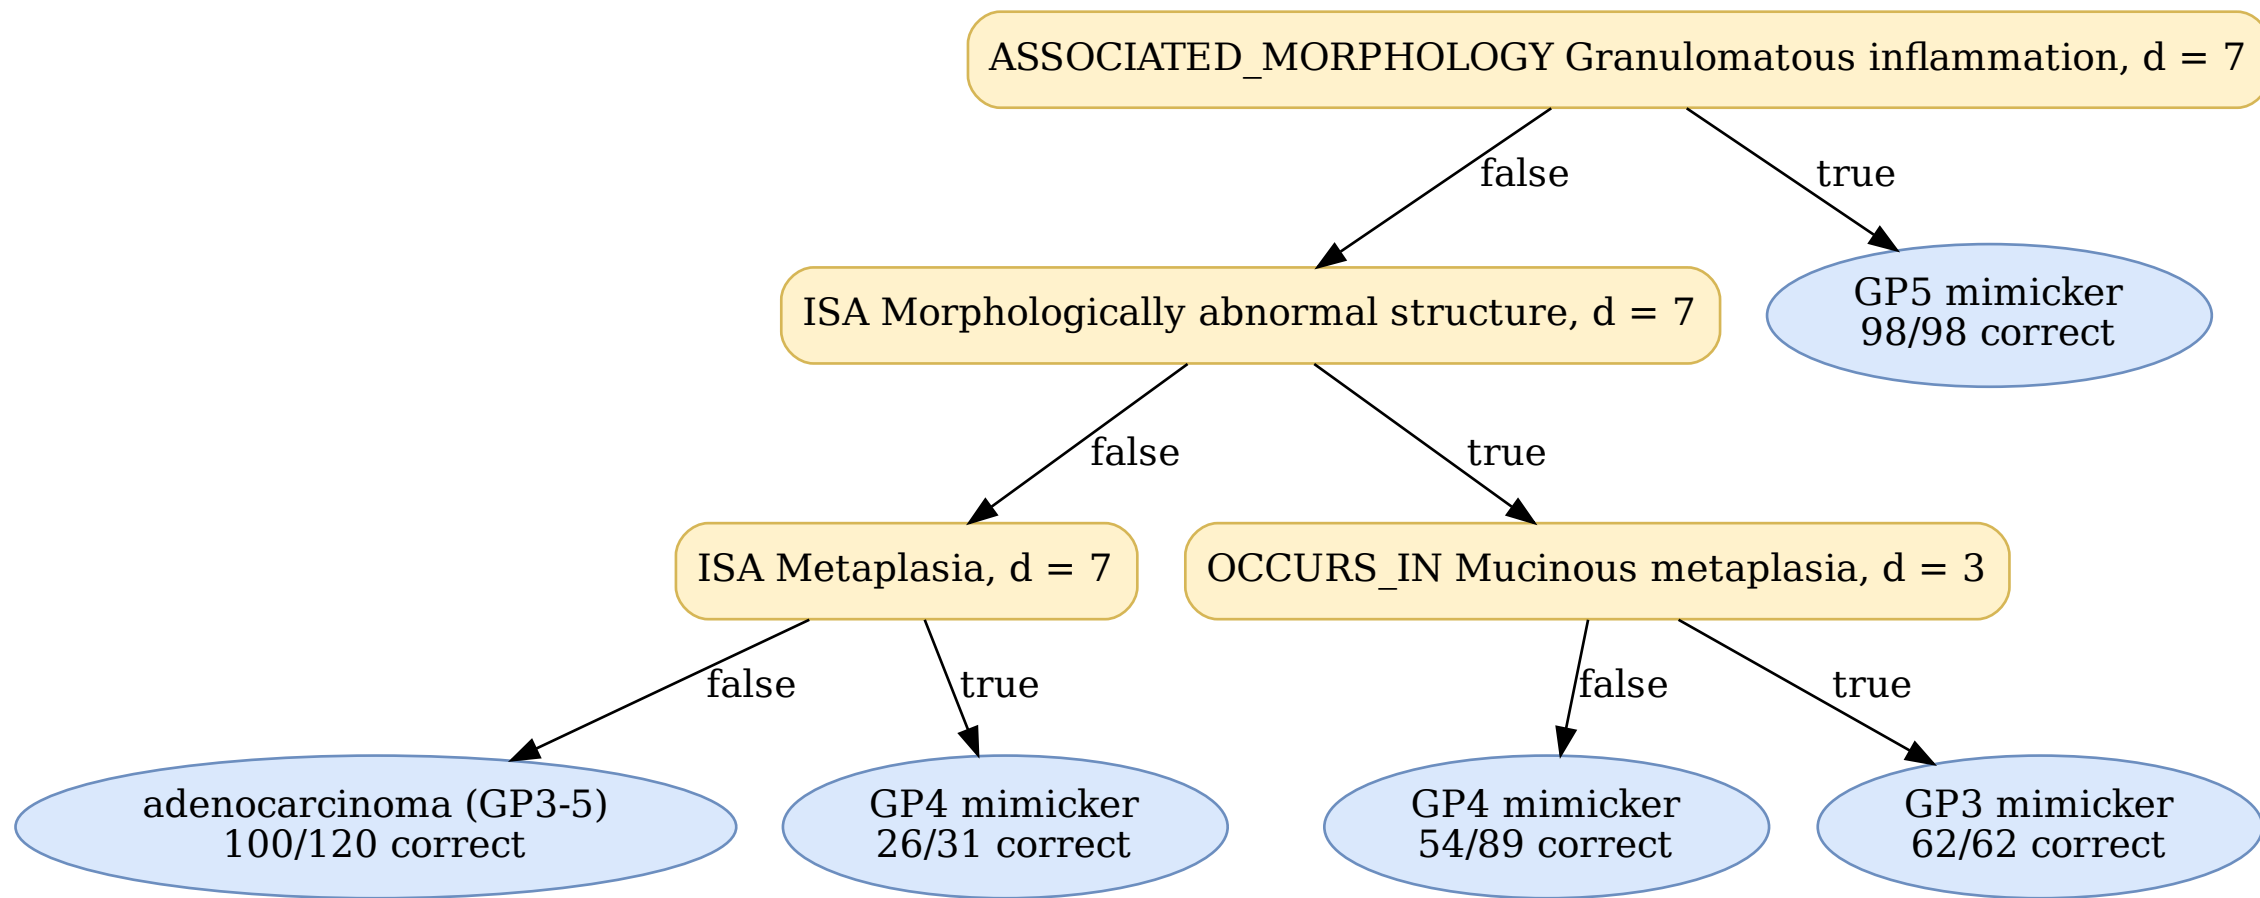 ASSOCIATED_MORPHOLOGY Granulomatous inflammation, d = 7
false
true
ISA Morphologically abnormal structure, d = 7
GP5 mimicker
98/98 correct
false
true
ISA Metaplasia, d = 7
OCCURS_IN Mucinous metaplasia, d = 3
false
true
false
true
adenocarcinoma (GP3-5)
100/120 correct
GP4 mimicker
26/31 correct
GP4 mimicker
54/89 correct
GP3 mimicker
62/62 correct